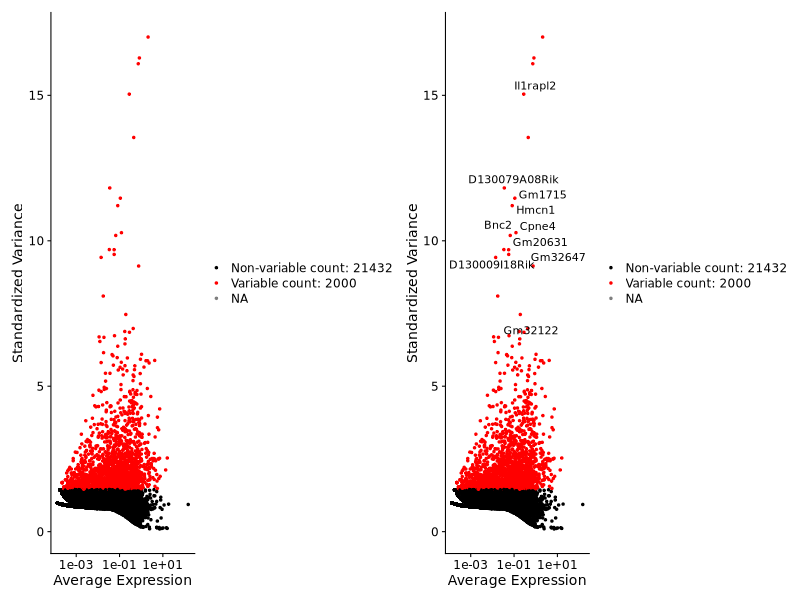 Standardized Variance
15
10
5
0
1e-03 1e-01 1e+01
Average Expression
Non-variable count: 21432
Variable count: 2000
NA
Standardized Variance
15
10
5
0
Il1rapl2
D130079A08Rik
Gm1715
Hmcn1
Bnc2 Cpne4
Gm20631
Gm32647
D130009I18Rik
Gm32122
1e-03 1e-01 1e+01
Average Expression
Non-variable count: 21432
Variable count: 2000
NA